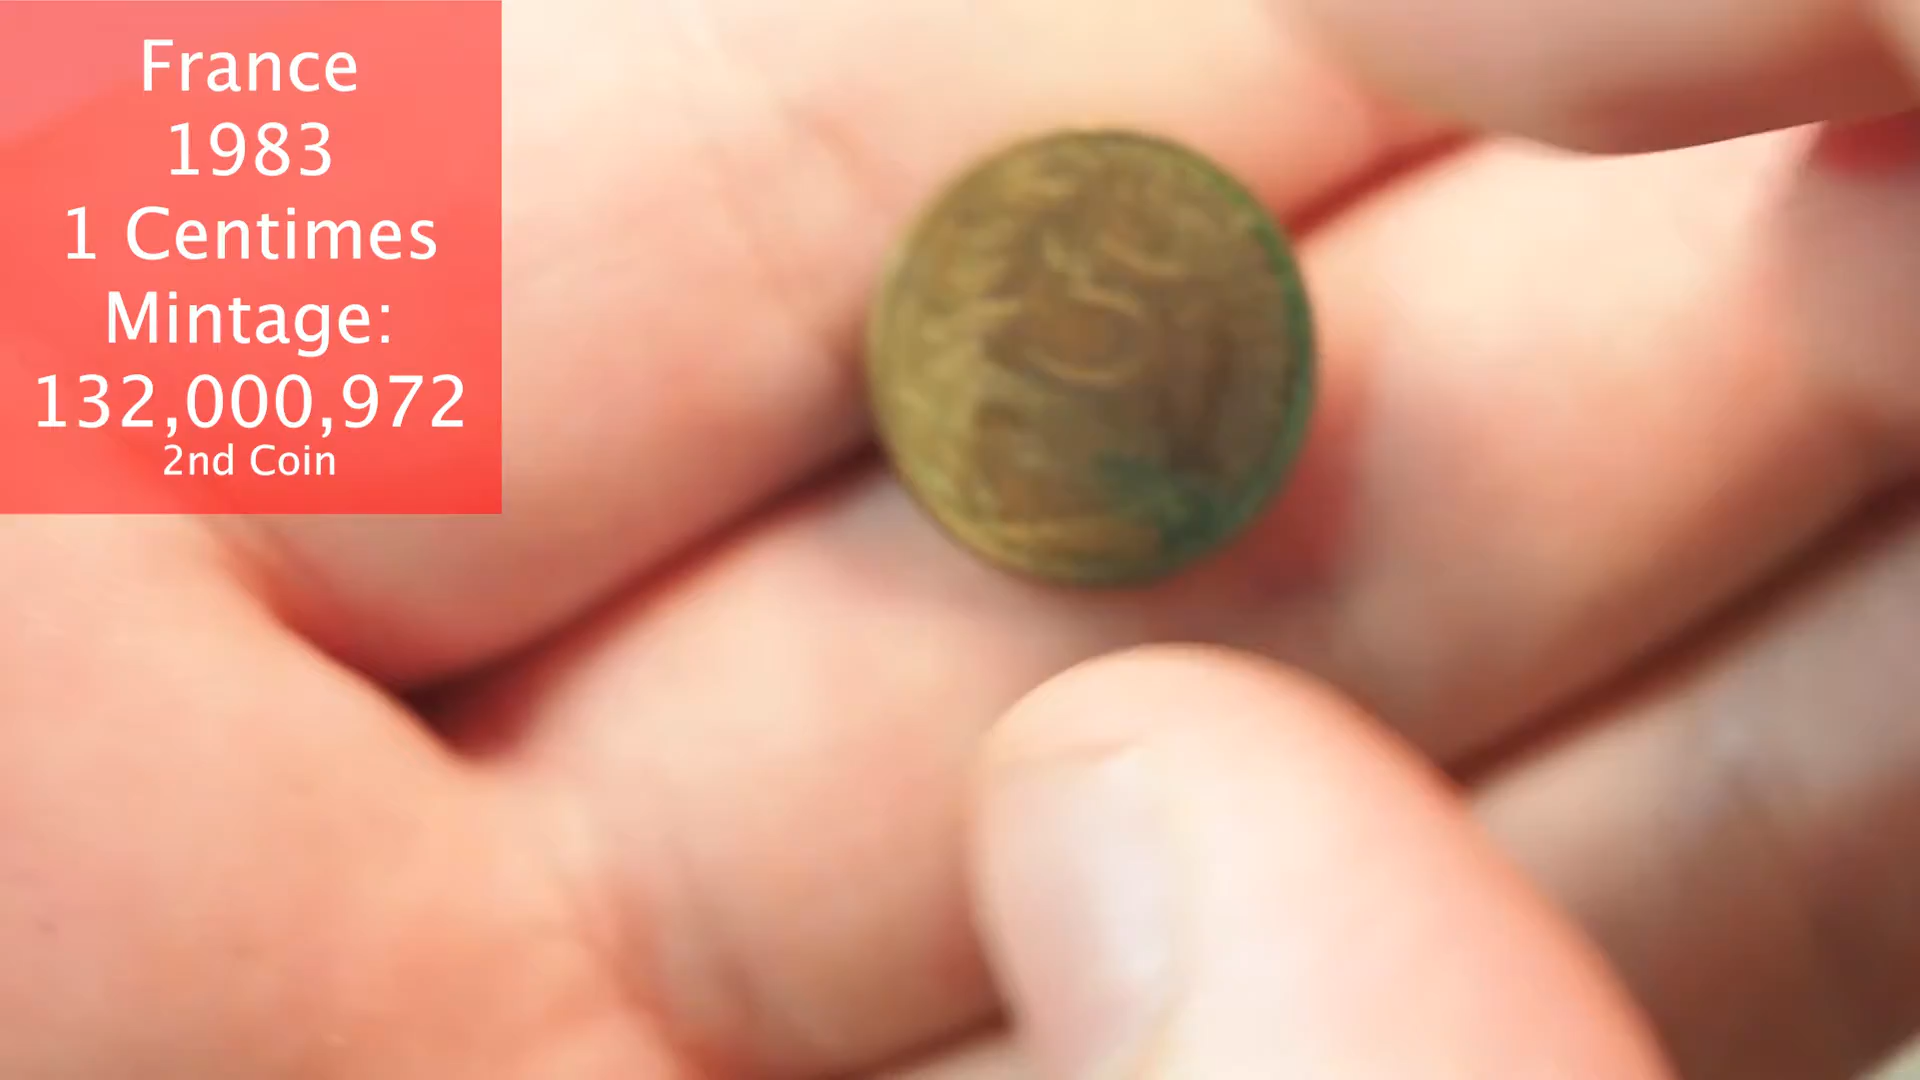 France
1983
1 Centimes
Mintage:
132,000,972
2nd Coin